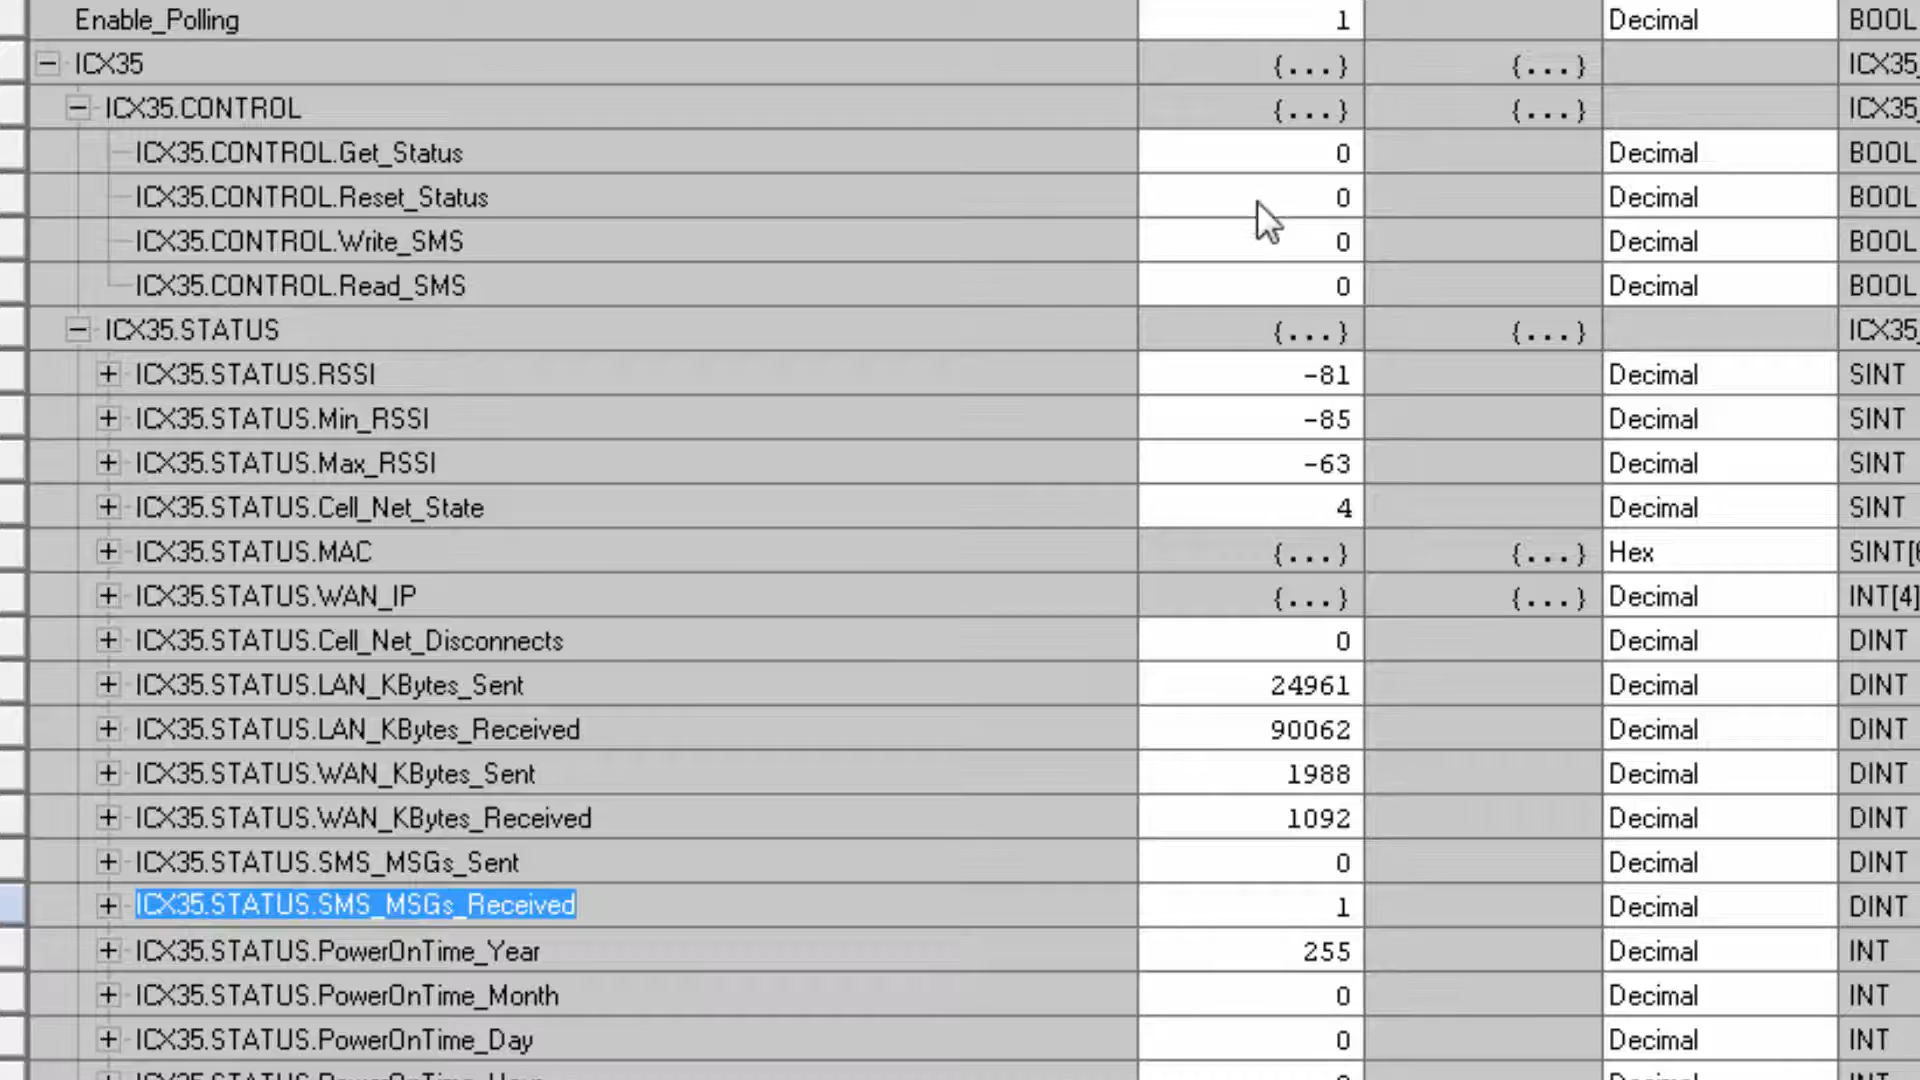 Enable_Polling 1 Decimal BOOL
ICX35 {...} {...} ICX35_
ICX35.CONTROL {...} {...} ICX35_
ICX35.CONTROL.Get_Status 0 Decimal BOOL
ICX35.CONTROL.Reset_Status 0 Decimal BOOL
ICX35.CONTROL.Write_SMS 0 Decimal BOOL
ICX35.CONTROL.Read_SMS 0 Decimal BOOL
ICX35.STATUS {...} {...} ICX35_
ICX35.STATUS.RSSI -81 Decimal SINT
ICX35.STATUS.Min_RSSI -85 Decimal SINT
ICX35.STATUS.Max_RSSI -63 Decimal SINT
ICX35.STATUS.Cell_Net_State 4 Decimal SINT
ICX35.STATUS.MAC {...} {...} Hex SINT[6
ICX35.STATUS.WAN_IP {...} {...} Decimal INT[4]
ICX35.STATUS.Cell_Net_Disconnects 0 Decimal DINT
ICX35.STATUS.LAN_KBytes_Sent 24961 Decimal DINT
ICX35.STATUS.LAN_KBytes_Received 90062 Decimal DINT
ICX35.STATUS.WAN_KBytes_Sent 1988 Decimal DINT
ICX35.STATUS.WAN_KBytes_Received 1092 Decimal DINT
ICX35.STATUS.SMS_MSGs_Sent 0 Decimal DINT
ICX35.STATUS.SMS_MSGs_Received 1 Decimal DINT
ICX35.STATUS.PowerOnTime_Year 255 Decimal INT
ICX35.STATUS.PowerOnTime_Month 0 Decimal INT
ICX35.STATUS.PowerOnTime_Day 0 Decimal INT